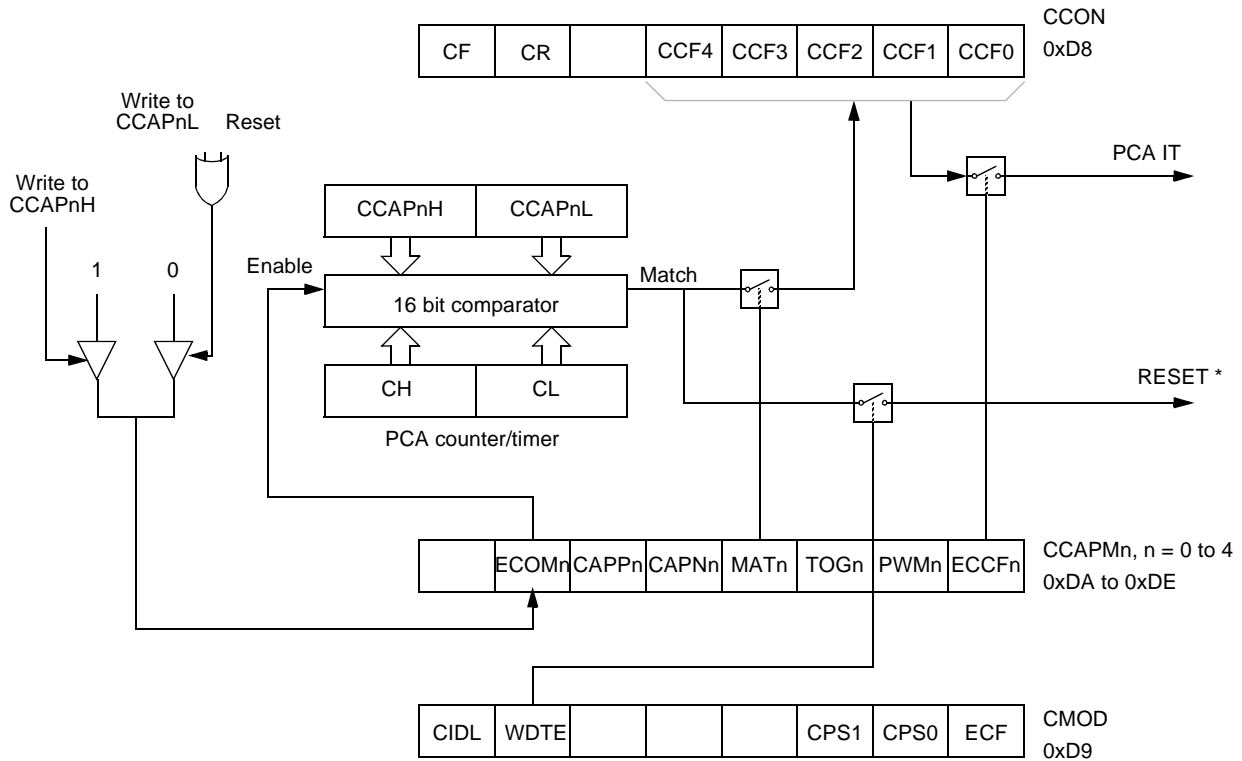 CCON
CF CR CCF4 CCF3 CCF2 CCF1 CCF0
0xD8
Write to
CCAPnL Reset
PCA IT
Write to
CCAPnH
CCAPnH CCAPnL
1 0 Enable
Match
16 bit comparator
CH CL
RESET *
PCA counter/timer
ECOMn CAPPn CAPNn MATn TOGn PWMn ECCFn
CCAPMn, n = 0 to 4
0xDA to 0xDE
CIDL WDTE CPS1 CPS0 ECF
CMOD
0xD9